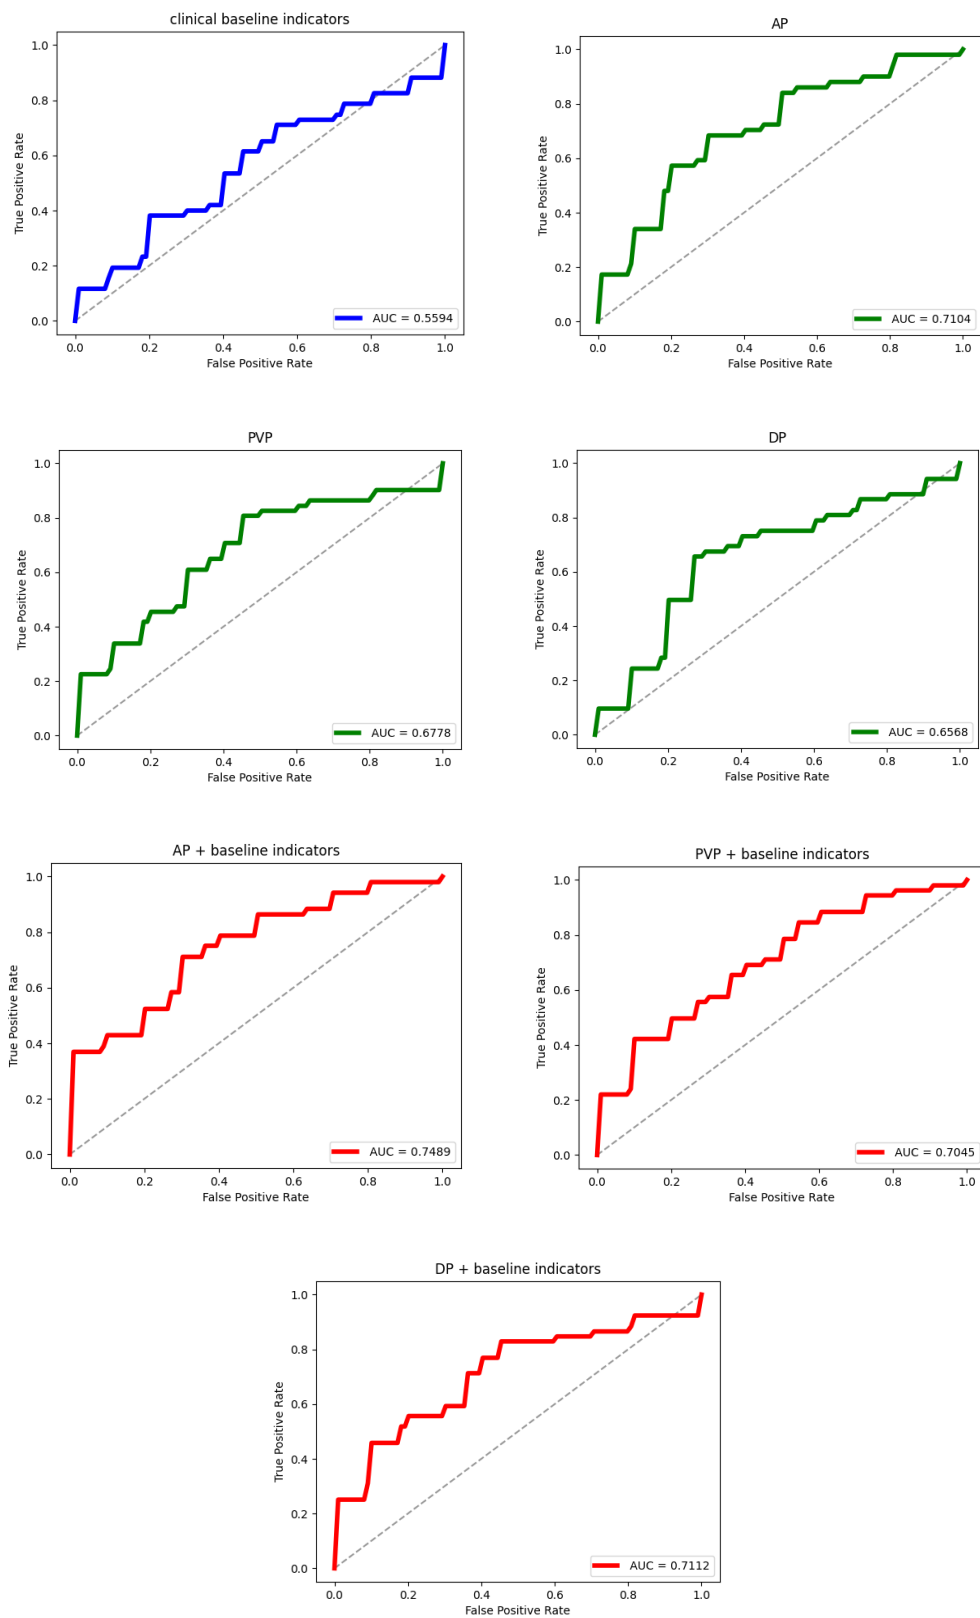 clinical baseline indicators
1.0
0.8
0.6
0.4
0.2
0.0
True Positive Rate
AUC = 0.5594
0.0 0.2 0.4 0.6 0.8 1.0
False Positive Rate
AP
1.0
0.8
0.6
0.4
0.2
0.0
True Positive Rate
AUC = 0.7104
0.0 0.2 0.4 0.6 0.8 1.0
False Positive Rate
PVP
1.0
0.8
0.6
0.4
0.2
0.0
True Positive Rate
AUC = 0.6778
0.0 0.2 0.4 0.6 0.8 1.0
False Positive Rate
DP
1.0
0.8
0.6
0.4
0.2
0.0
True Positive Rate
AUC = 0.6568
0.0 0.2 0.4 0.6 0.8 1.0
False Positive Rate
AP + baseline indicators
1.0
0.8
0.6
0.4
0.2
0.0
True Positive Rate
AUC = 0.7489
0.0 0.2 0.4 0.6 0.8 1.0
False Positive Rate
PVP + baseline indicators
1.0
0.8
0.6
0.4
0.2
0.0
True Positive Rate
AUC = 0.7045
0.0 0.2 0.4 0.6 0.8 1.0
False Positive Rate
DP + baseline indicators
1.0
0.8
0.6
0.4
0.2
0.0
True Positive Rate
AUC = 0.7112
0.0 0.2 0.4 0.6 0.8 1.0
False Positive Rate